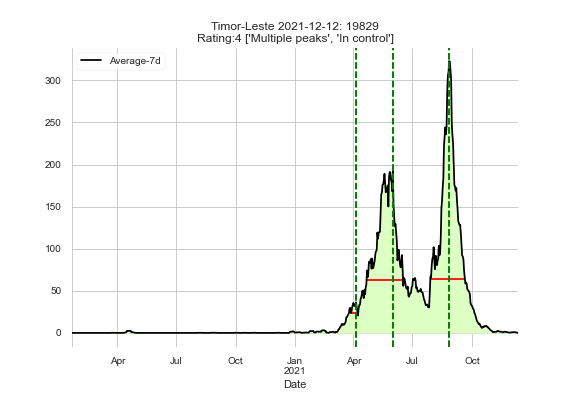 Timor-Leste 2021-12-12: 19829
Rating:4 ['Multiple peaks', 'In control']
Average-7d
300
250
200
150
100
50
0
Apr Jul Oct Jan Apr Jul Oct
2021
Date